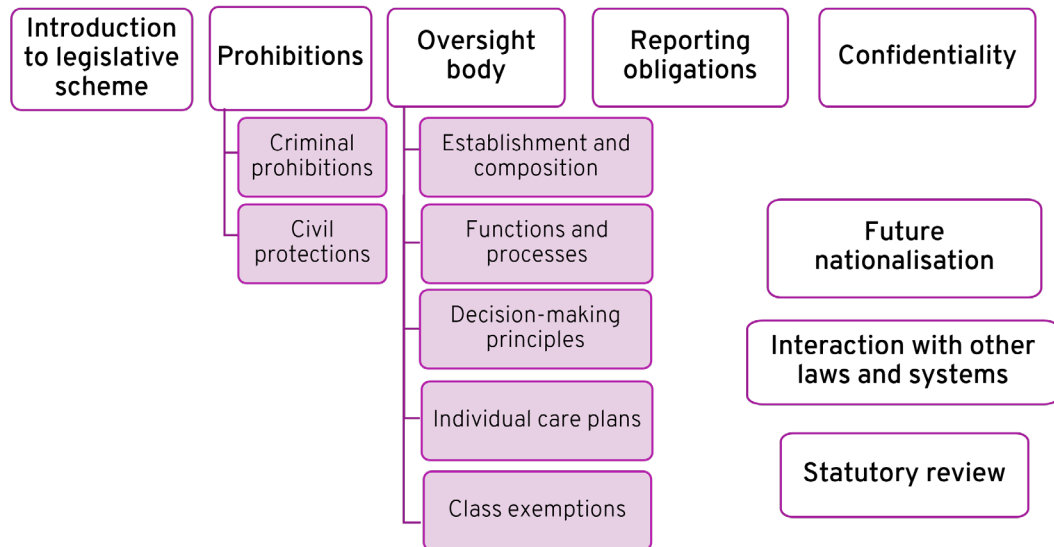 Introduction
to legislative
scheme
Prohibitions
Oversight
body
Reporting
obligations
Confidentiality
Criminal
prohibitions
Civil
protections
Establishment and
composition
Functions and
processes
Decision-making
principles
Individual care plans
Class exemptions
Future
nationalisation
Interaction with other
laws and systems
Statutory review